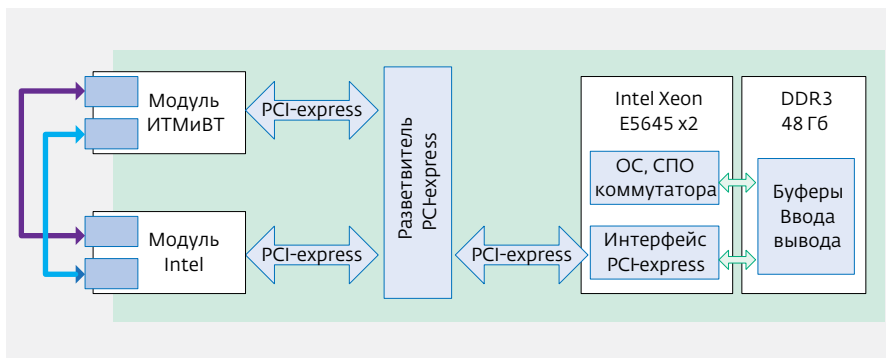 Модуль
ИТМиВТ
PCI-express
Разветвитель
PCI-express
Intel Xeon
E5645 x2
DDR3
48 Гб
ОС, СПО
коммутатора
Буферы
Ввода
вывода
Модуль
Intel
PCI-express
PCI-express
Интерфейс
PCI-express